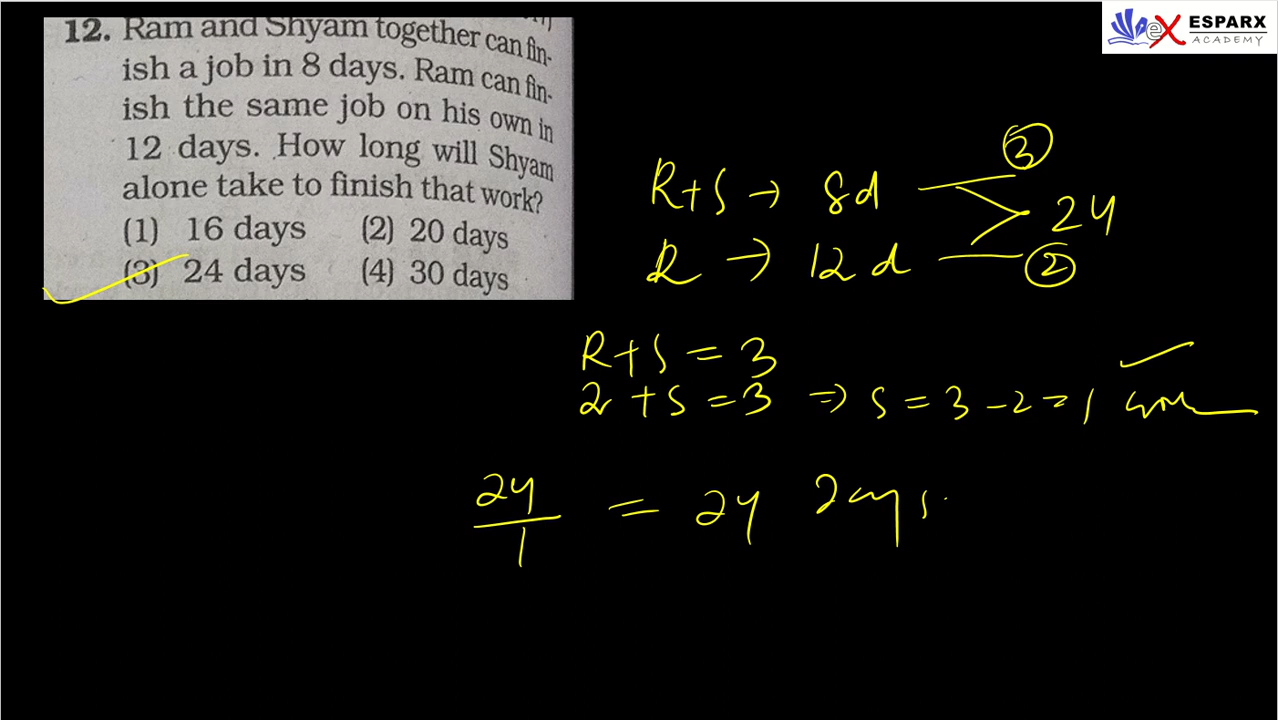 12. Ram and Shyam together can fin-
ish a job in 8 days. Ram can fin-
ish the same job on his own in
12 days. How long will Shyam
alone take to finish that work?
(1) 16 days (2) 20 days
(3) 24 days (4) 30 days
ESPARX
ACADEMY
R+S → 8d 3
24
R → 12d 2
R+S = 3
2+S = 3 ⇒ S = 3-2 = 1 work
24/1 = 24 days.